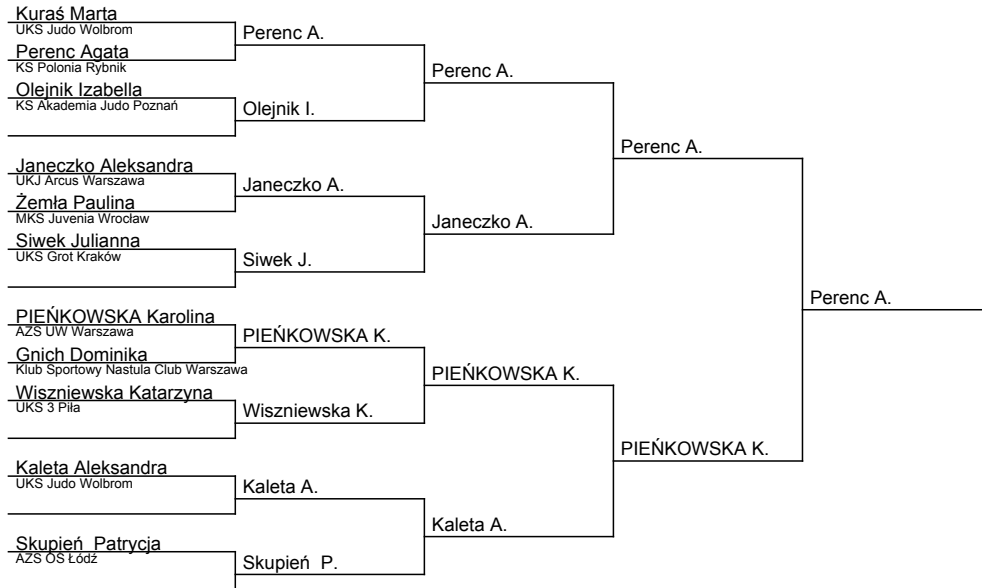 Kuraś Marta
UKS Judo Wolbrom
Perenc Agata
KS Polonia Rybnik
Olejnik Izabella
KS Akademia Judo Poznań
Janeczko Aleksandra
UKJ Arcus Warszawa
Żemła Paulina
MKS Juvenia Wrocław
Siwek Julianna
UKS Grot Kraków
PIEŃKOWSKA Karolina
AZS UW Warszawa
Gnich Dominika
Klub Sportowy Nastula Club Warszawa
Wiszniewska Katarzyna
UKS 3 Piła
Kaleta Aleksandra
UKS Judo Wolbrom
Skupień  Patrycja
AZS OŚ Łódź
Perenc A.
Olejnik I.
Janeczko A.
Siwek J.
PIEŃKOWSKA K.
Wiszniewska K.
Kaleta A.
Skupień  P.
Perenc A.
Janeczko A.
PIEŃKOWSKA K.
Kaleta A.
Perenc A.
PIEŃKOWSKA K.
Perenc A.